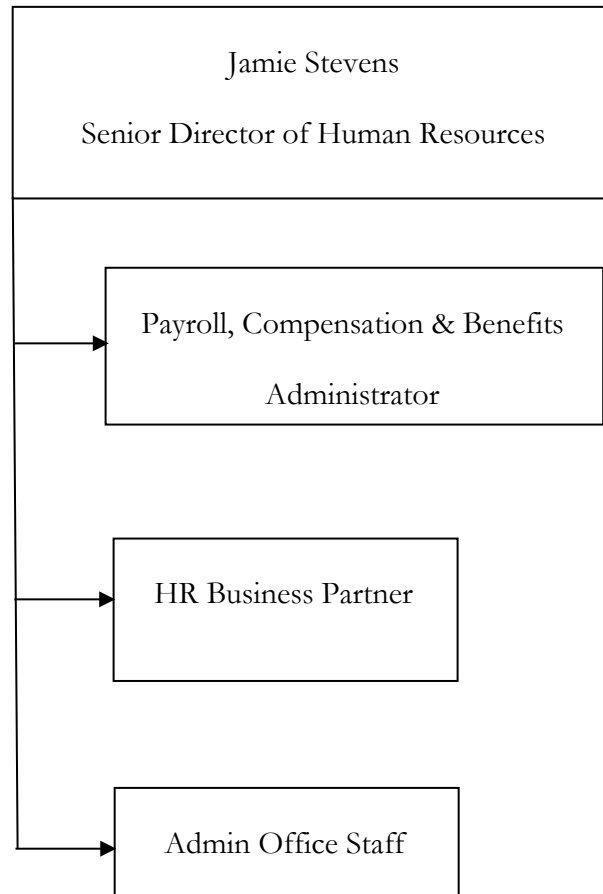 Jamie Stevens
Senior Director of Human Resources
Payroll, Compensation & Benefits
Administrator
HR Business Partner
Admin Office Staff